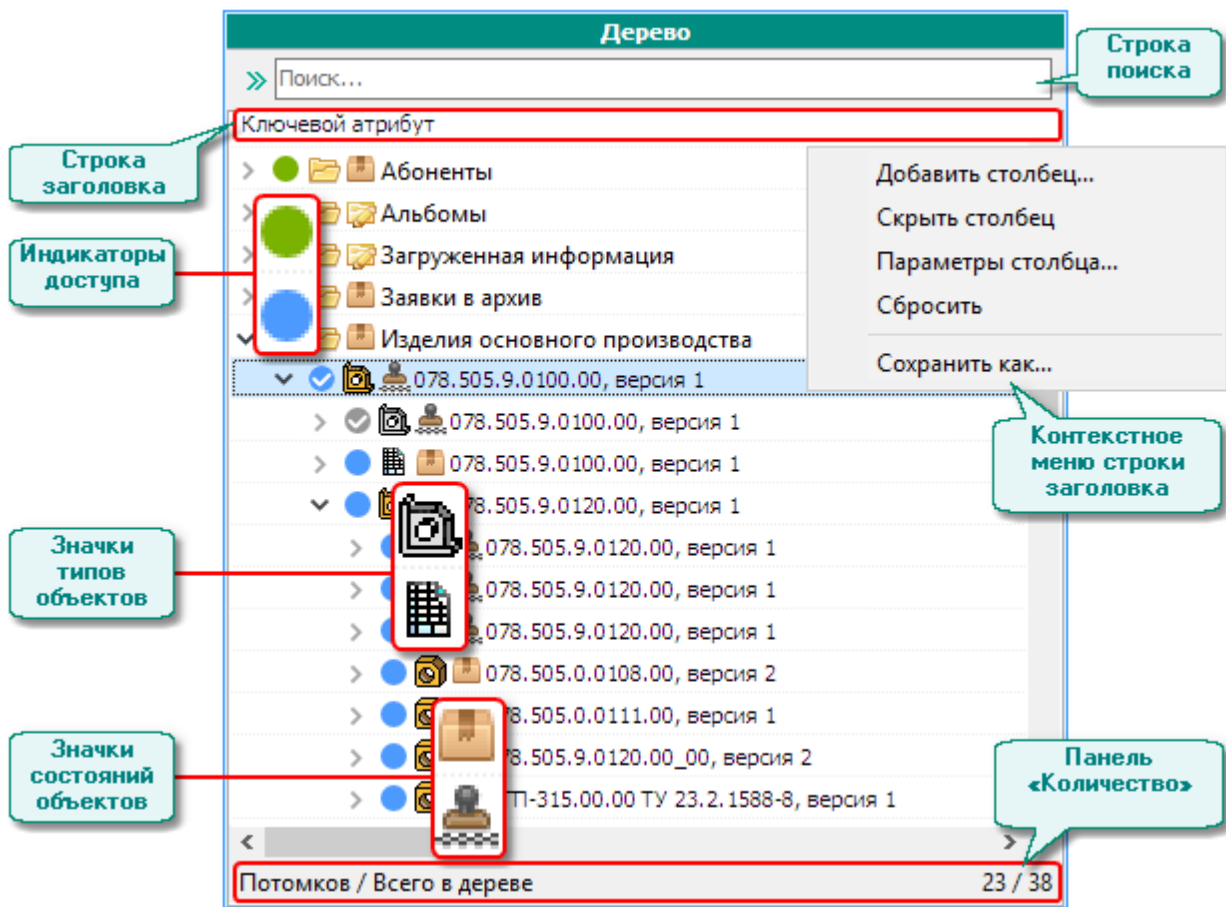 Дерево
Строка
поиска
Поиск...
Ключевой атрибут
Строка
заголовка
Абоненты
Альбомы
Загруженная информация
Заявки в архив
Изделия основного производства
Индикаторы
доступа
Добавить столбец...
Скрыть столбец
Параметры столбца...
Сбросить
Сохранить как...
Контекстное
меню строки
заголовка
078.505.9.0100.00, версия 1
078.505.9.0100.00, версия 1
078.505.9.0100.00, версия 1
78.505.9.0120.00, версия 1
078.505.9.0120.00, версия 1
078.505.9.0120.00, версия 1
078.505.9.0120.00, версия 1
078.505.0.0108.00, версия 2
78.505.0.0111.00, версия 1
78.505.9.0120.00_00, версия 2
П-315.00.00 ТУ 23.2.1588-8, версия 1
Значки
типов
объектов
Значки
состояний
объектов
Панель
«Количество»
Потомков / Всего в дереве
23 / 38